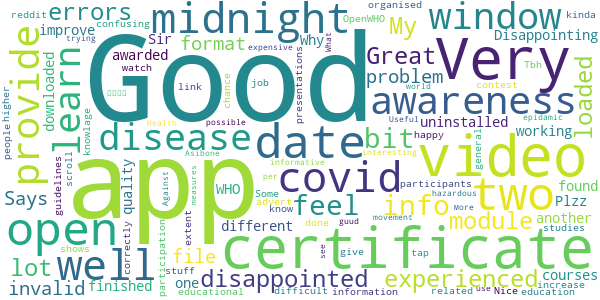 reddit
confusing
errors
midnight
OpenWHO
trying
kinda
organised
window
improve
Sir
awarded
format
Why
My
What
Disappointing
Very
Great
Tbh
expensive
watch
Good
link
job
chance
presentations
problem
contest
world
awareness
loaded
provide
learn
downloaded
people
higher
knowlage
scroll
disease
date
bit
possible
Useful
epidamic
uninstalled
happy
working
general
Health
Asibone
informative
per
interesting
video
Says
guidelines
app
correctly
quality
WHO
Against
measures
Some
advert
know
covid
feel
participants
hazardous
More
movement
two
info
module
Plzz
found
another
studies
open
well
extent
different
done
guud
see
give
tap
certificate
lot
file
shows
participation
stuff
one
educational
disappointed
difficult
information
experienced
related
use
Nice
courses
increase
education
invalid
finished